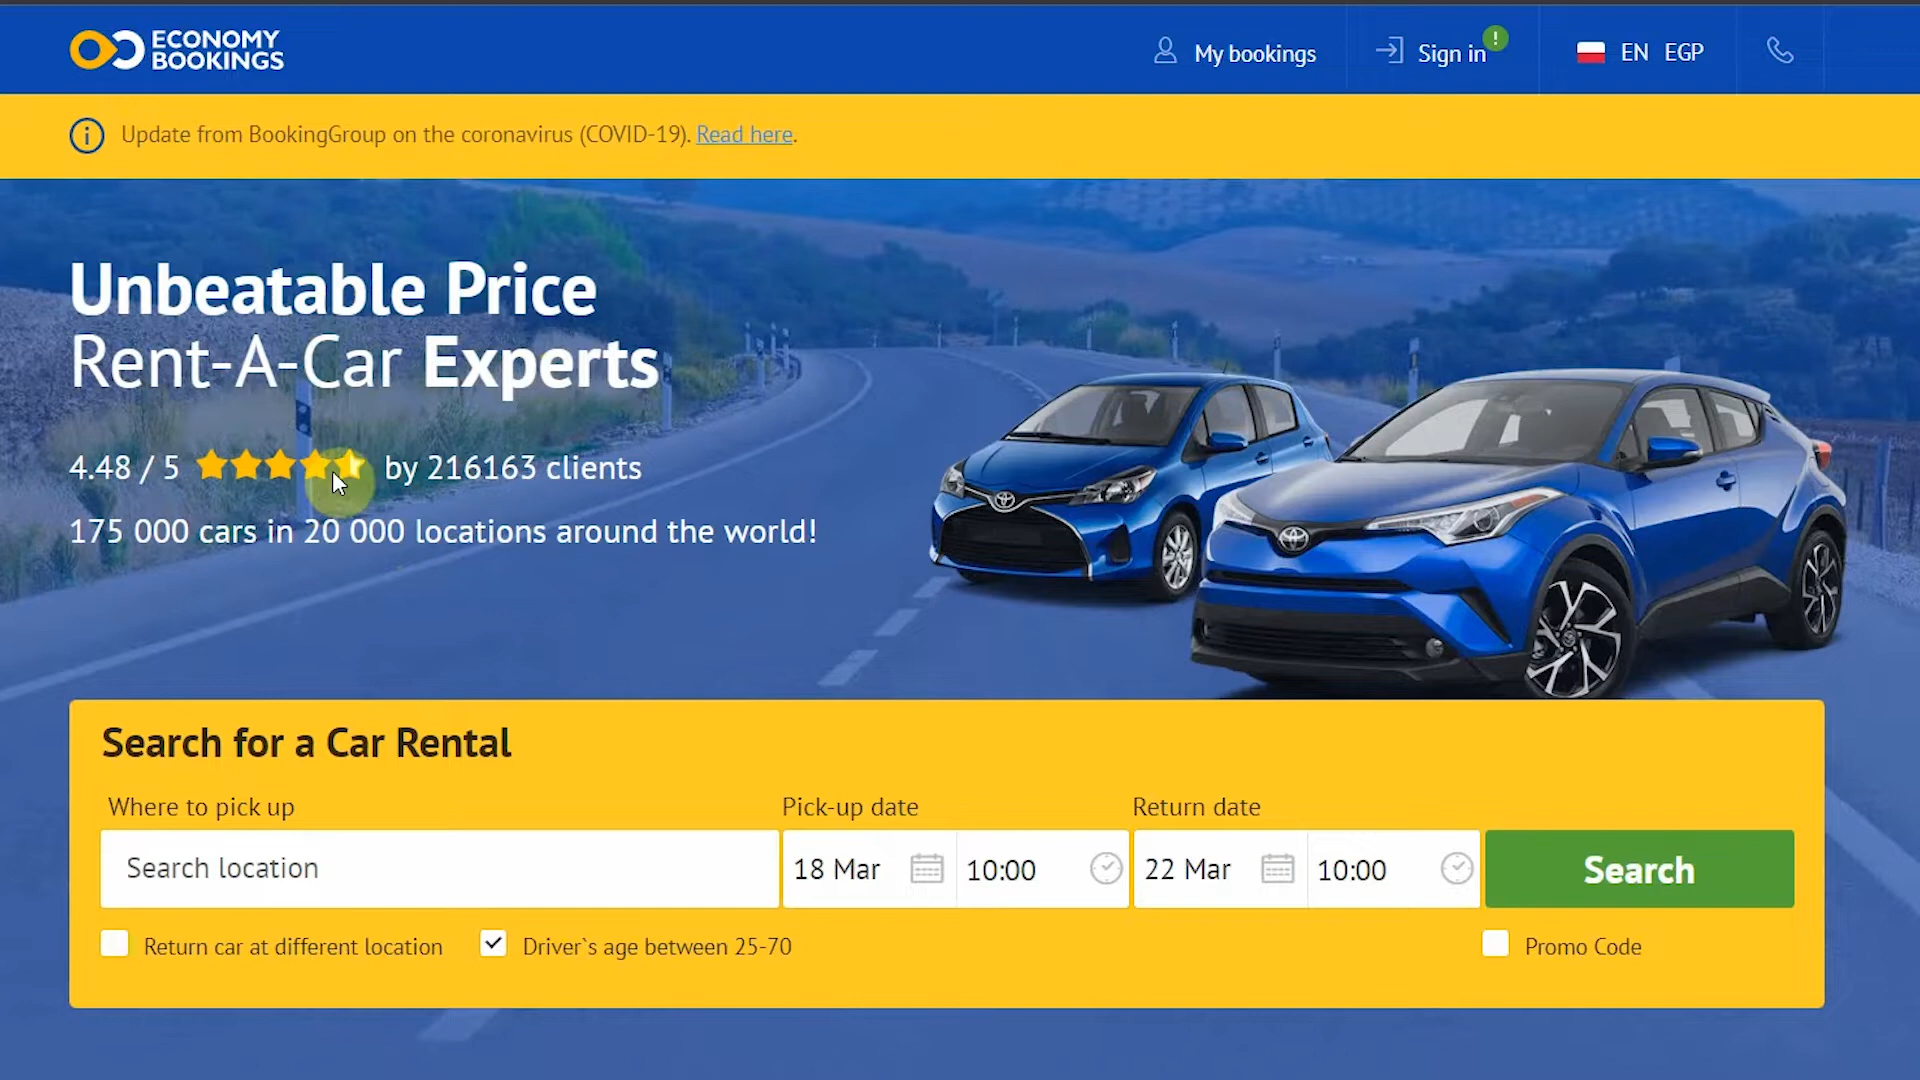 ECONOMY
BOOKINGS
My bookings
Sign in
!
EN EGP
Update from BookingGroup on the coronavirus (COVID-19). Read here.
Unbeatable Price
Rent-A-Car Experts
4.48 / 5 by 216163 clients
175 000 cars in 20 000 locations around the world!
Search for a Car Rental
Where to pick up
Pick-up date
Return date
Search location
18 Mar
10:00
22 Mar
10:00
Search
Return car at different location
Driver`s age between 25-70
Promo Code